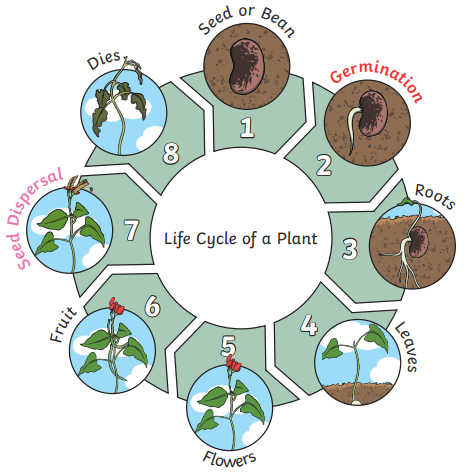 Life Cycle of a Plant
1
Seed or Bean
2
Germination
3
Roots
4
Leaves
5
Flowers
6
Fruit
7
Seed Dispersal
8
Dies